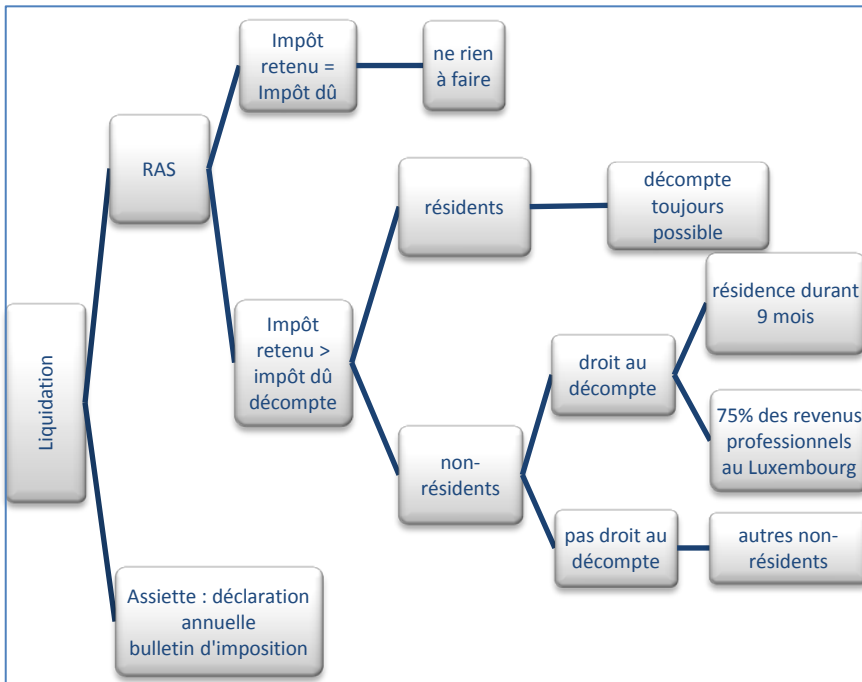 Impôt
retenu =
Impôt dû
ne rien
à faire
RAS
résidents
décompte
toujours
possible
résidence durant
9 mois
Liquidation
Impôt
retenu >
impôt dû
décompte
droit au
décompte
75% des revenus
professionnels
au Luxembourg
non-
résidents
pas droit au
décompte
autres non-
résidents
Assiette : déclaration
annuelle
bulletin d'imposition